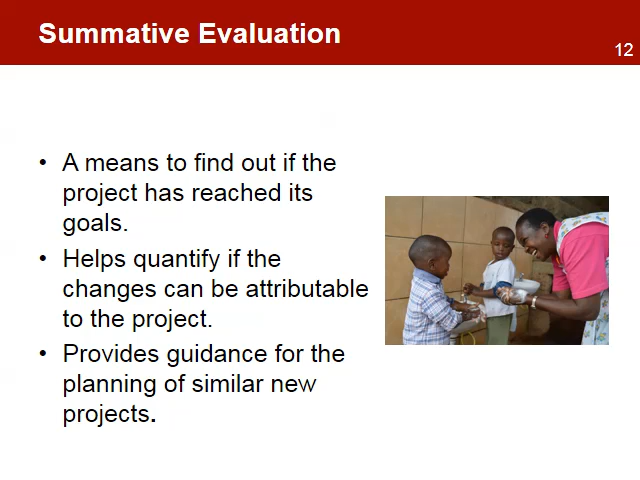 Summative Evaluation
12
• A means to find out if the
project has reached its
goals.
• Helps quantify if the
changes can be attributable
to the project.
• Provides guidance for the
planning of similar new
projects.